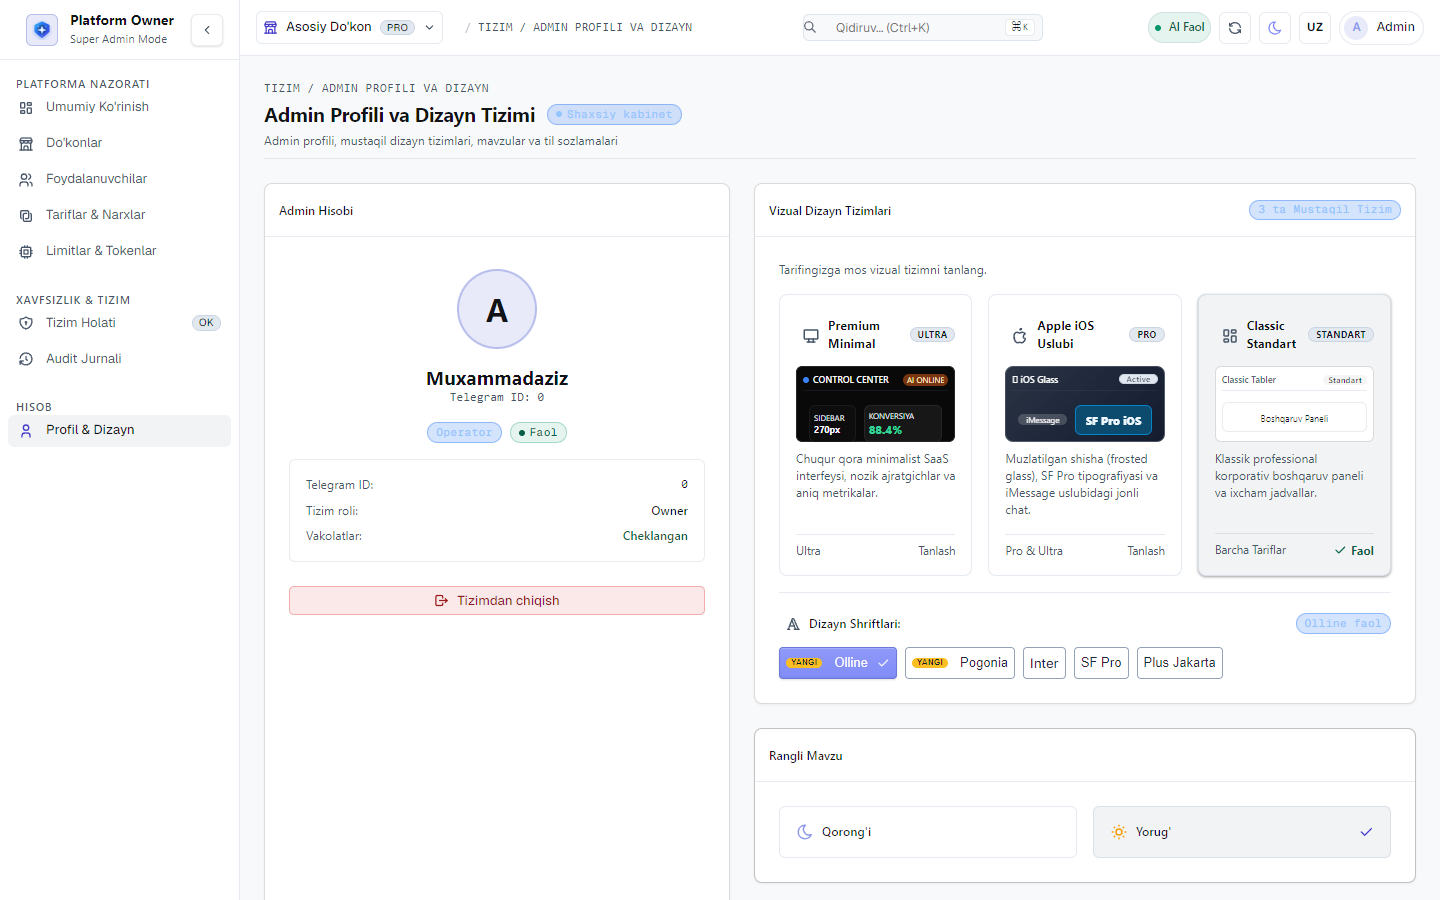 Platform Owner
Super Admin Mode
PLATFORMA NAZORATI
Umumiy Ko'rinish
Do'konlar
Foydalanuvchilar
Tariflar & Narxlar
Limitlar & Tokenlar
XAVFSIZLIK & TIZIM
Tizim Holati
OK
Audit Jurnali
HISOB
Profil & Dizayn
Asosiy Do'kon PRO
/ TIZIM / ADMIN PROFILI VA DIZAYN
Qidiruv... (Ctrl+K)
⌘K
AI Faol
UZ
A Admin
TIZIM / ADMIN PROFILI VA DIZAYN
Admin Profili va Dizayn Tizimi
Shaxsiy kabinet
Admin profili, mustaqil dizayn tizimlari, mavzular va til sozlamalari
Admin Hisobi
A
Muxammadaziz
Telegram ID: 0
Operator
Faol
Telegram ID: 0
Tizim roli: Owner
Vakolatlar: Cheklangan
Tizimdan chiqish
Vizual Dizayn Tizimlari
3 ta Mustaqil Tizim
Tarifingizga mos vizual tizimni tanlang.
Premium Minimal
ULTRA
CONTROL CENTER
AI ONLINE
SIDEBAR
270px
KONVERSIYA
88.4%
Chuqur qora minimalist SaaS
interfeysi, nozik ajratgichlar va
aniq metrikalar.
Ultra
Tanlash
Apple iOS Uslubi
PRO
iOS Glass
Active
iMessage
SF Pro iOS
Muzlatilgan shisha (frosted
glass), SF Pro tipografiyasi va
iMessage uslubidagi jonli
chat.
Pro & Ultra
Tanlash
Classic Standart
STANDART
Classic Tabler
Standart
Boshqaruv Paneli
Klassik professional
korporativ boshqaruv paneli
va ixcham jadvallar.
Barcha Tariflar
Faol
Dizayn Shriftlari:
Olline faol
YANGI Olline
YANGI Pogonia
Inter
SF Pro
Plus Jakarta
Rangli Mavzu
Qorong'i
Yorug'